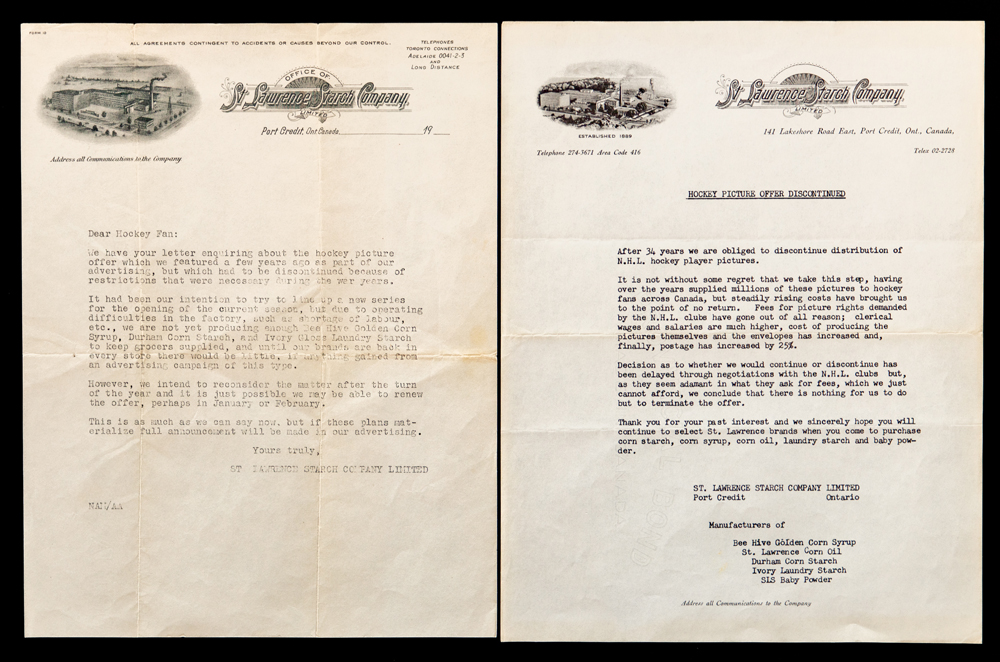 FORM-G
ALL AGREEMENTS CONTINGENT TO ACCIDENTS OR CAUSES BEYOND OUR CONTROL.
TELEPHONES
TORONTO CONNECTIONS
ADELAIDE 0041-2-3
AND
LONG DISTANCE
OFFICE OF
St. Lawrence Starch Company,
LIMITED
Port Credit, Ont. Canada. 19
Address all Communications to the Company
Dear Hockey Fan:
We have your letter enquiring about the hockey picture
offer which we featured a few years ago as part of our
advertising, but which had to be discontinued because of
restrictions that were necessary during the war years.
It had been our intention to try to line up a new series
for the opening of the current season, but due to operating
difficulties in the factory, such as shortage of labour,
etc., we are not yet producing enough Bee Hive Golden Corn
Syrup, Durham Corn Starch, and Ivory Gloss Laundry Starch
to keep grocers supplied, and until our brands are back in
every store there would be little, if anything gained from
an advertising campaign of this type.
However, we intend to reconsider the matter after the turn
of the year and it is just possible we may be able to renew
the offer, perhaps in January or February.
This is as much as we can say now, but if these plans mat-
erialize full announcement will be made in our advertising.
Yours truly,
ST. LAWRENCE STARCH COMPANY LIMITED
ESTABLISHED 1889
Telephone 274-3671 Area Code 416
St. Lawrence Starch Company,
LIMITED
141 Lakeshore Road East, Port Credit, Ont., Canada,
Telex 02-2728
HOCKEY PICTURE OFFER DISCONTINUED
After 34 years we are obliged to discontinue distribution of
N.H.L. hockey player pictures.
It is not without some regret that we take this step, having
over the years supplied millions of these pictures to hockey
fans across Canada, but steadily rising costs have brought us
to the point of no return. Fees for picture rights demanded
by the N.H.L. clubs have gone out of all reason; clerical
wages and salaries are much higher, cost of producing the
pictures themselves and the envelopes has increased and,
finally, postage has increased by 25%.
Decision as to whether we would continue or discontinue has
been delayed through negotiations with the N.H.L. clubs but,
as they seem adamant in what they ask for fees, which we just
cannot afford, we conclude that there is nothing for us to do
but to terminate the offer.
Thank you for your past interest and we sincerely hope you will
continue to select St. Lawrence brands when you come to purchase
corn starch, corn syrup, corn oil, laundry starch and baby pow-
der.
ST. LAWRENCE STARCH COMPANY LIMITED
Port Credit Ontario
Manufacturers of
Bee Hive Golden Corn Syrup
St. Lawrence Corn Oil
Durham Corn Starch
Ivory Laundry Starch
SLS Baby Powder
Address all Communications to the Company